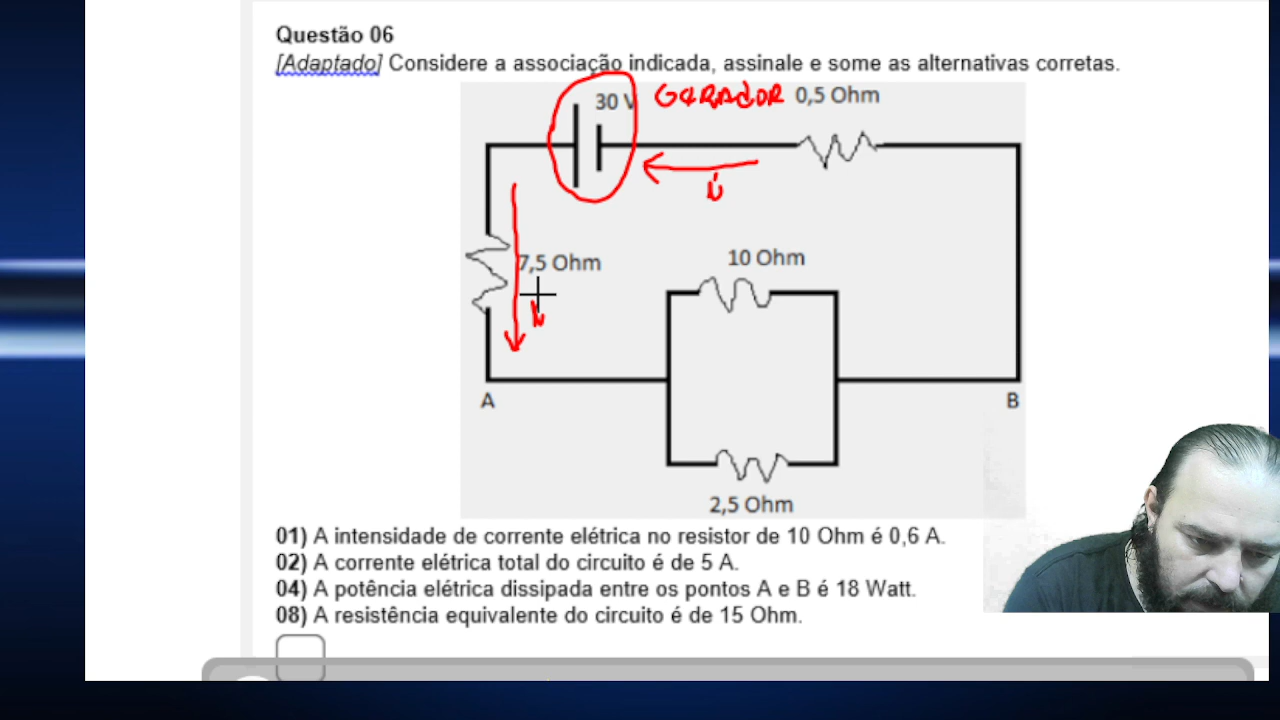 Questão 06
[Adaptado] Considere a associação indicada, assinale e some as alternativas corretas.
30 V GERADOR 0,5 Ohm
i
7,5 Ohm
10 Ohm
i
A
B
2,5 Ohm
01) A intensidade de corrente elétrica no resistor de 10 Ohm é 0,6 A.
02) A corrente elétrica total do circuito é de 5 A.
04) A potência elétrica dissipada entre os pontos A e B é 18 Watt.
08) A resistência equivalente do circuito é de 15 Ohm.